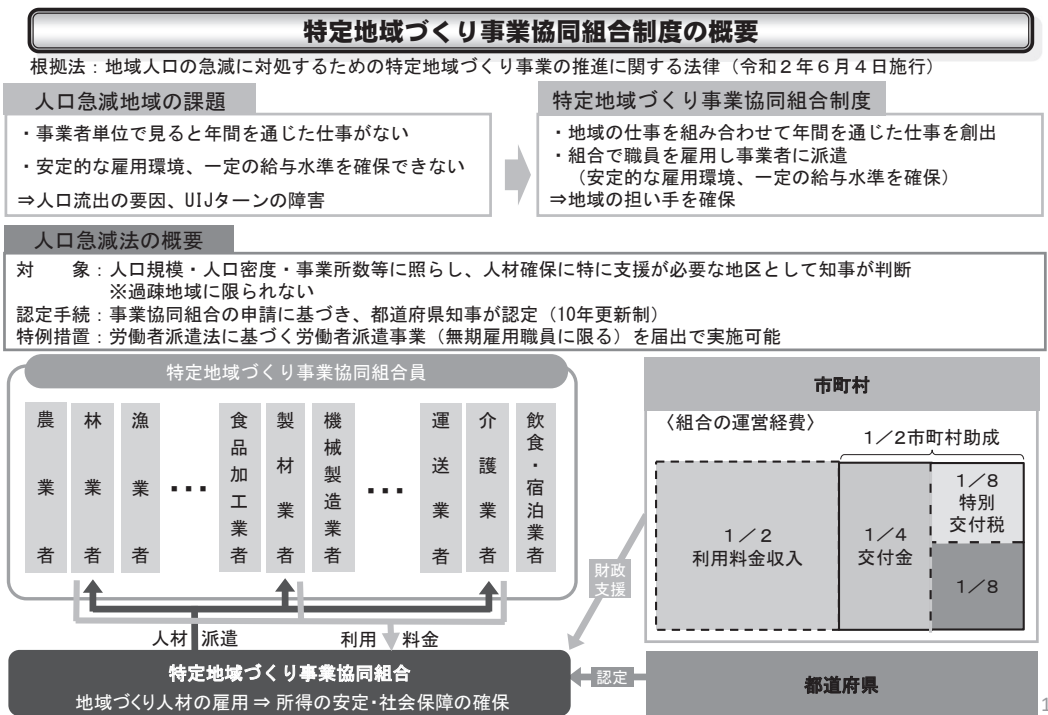 特定地域づくり事業協同組合制度の概要
根拠法：地域人口の急減に対処するための特定地域づくり事業の推進に関する法律（令和２年６月４日施行）
人口急減地域の課題
・事業者単位で見ると年間を通じた仕事がない
・安定的な雇用環境、一定の給与水準を確保できない
⇒人口流出の要因、UIJターンの障害
特定地域づくり事業協同組合制度
・地域の仕事を組み合わせて年間を通じた仕事を創出
・組合で職員を雇用し事業者に派遣
（安定的な雇用環境、一定の給与水準を確保）
⇒地域の担い手を確保
人口急減法の概要
対　　象：人口規模・人口密度・事業所数等に照らし、人材確保に特に支援が必要な地区として知事が判断
※過疎地域に限られない
認定手続：事業協同組合の申請に基づき、都道府県知事が認定（10年更新制）
特例措置：労働者派遣法に基づく労働者派遣事業（無期雇用職員に限る）を届出で実施可能
特定地域づくり事業協同組合員
農業者
林業者
漁業者
･･･
食品加工業者
製材業者
機械製造業者
･･･
運送業者
介護業者
飲食・宿泊業者
人材 派遣
利用 料金
特定地域づくり事業協同組合
地域づくり人材の雇用 ⇒ 所得の安定・社会保障の確保
財政
支援
認定
市町村
〈組合の運営経費〉
１／２市町村助成
１／２
利用料金収入
１／４
交付金
１／８
特別
交付税
１／８
都道府県
1